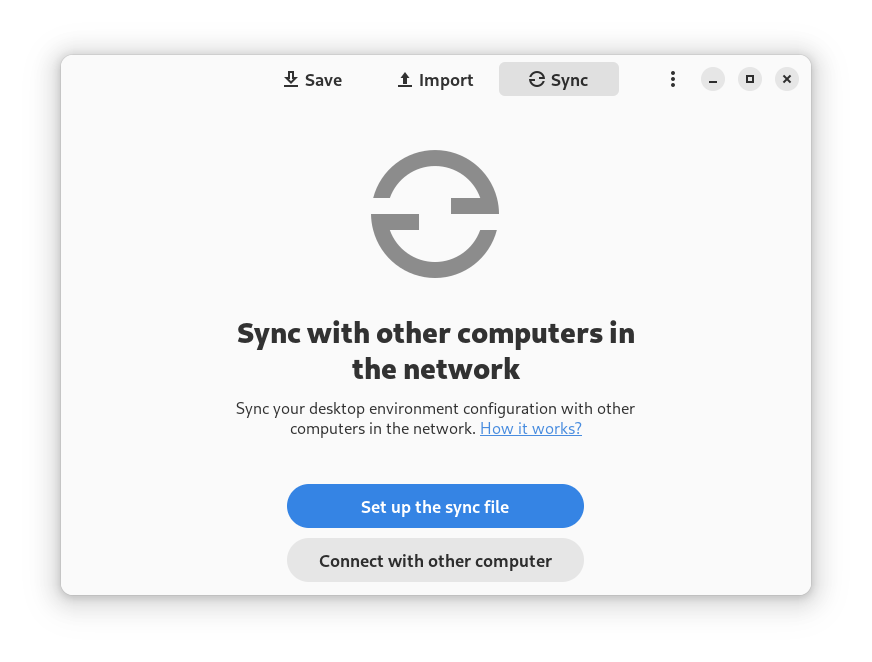 Save
Import
Sync
Sync with other computers in
the network
Sync your desktop environment configuration with other
computers in the network. How it works?
Set up the sync file
Connect with other computer